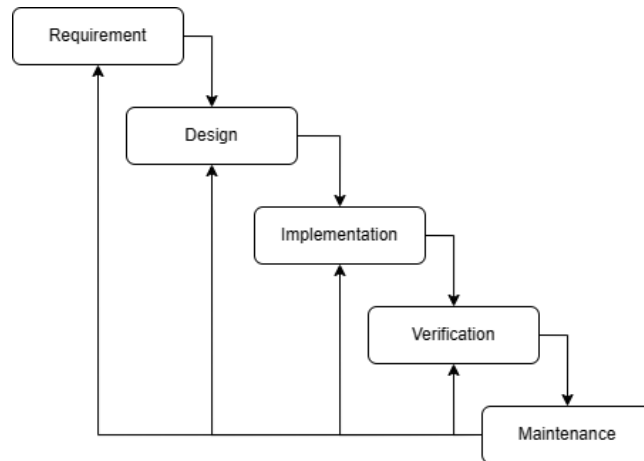 Requirement
Design
Implementation
Verification
Maintenance